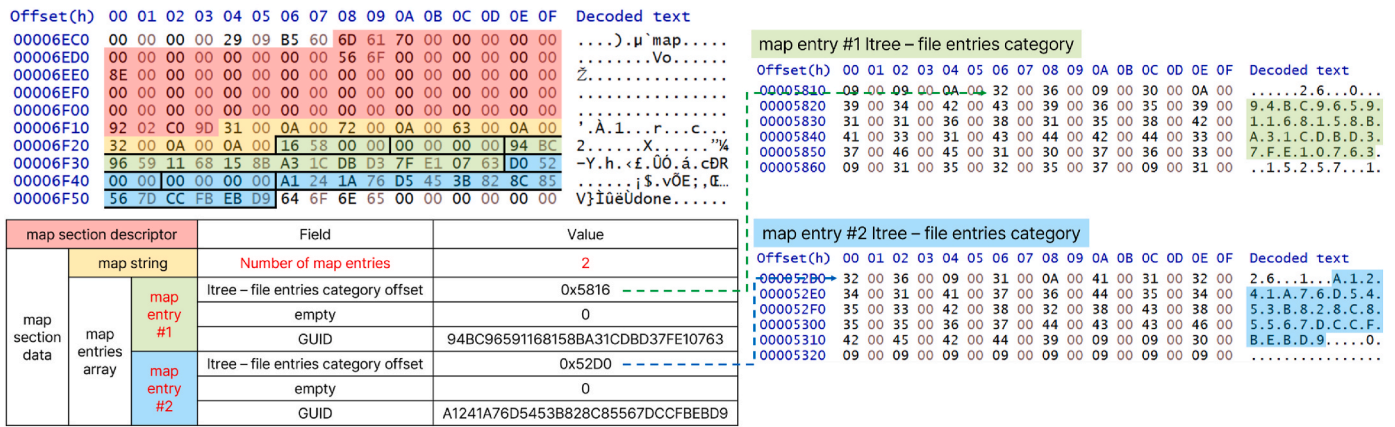 Offset(h) 00 01 02 03 04 05 06 07 08 09 0A 0B 0C 0D 0E 0F Decoded text
00006EC0 00 00 00 00 29 09 B5 60 6D 61 70 00 00 00 00 00 ....).µ`map.....
00006ED0 00 00 00 00 00 00 00 00 56 6F 00 00 00 00 00 00 ........Vo......
00006EE0 8E 00 00 00 00 00 00 00 00 00 00 00 00 00 00 00 Ž...............
00006EF0 00 00 00 00 00 00 00 00 00 00 00 00 00 00 00 00 ................
00006F00 00 00 00 00 00 00 00 00 00 00 00 00 00 00 00 00 ................
00006F10 92 02 C0 9D 31 00 0A 00 72 00 0A 00 63 00 0A 00 ’.À.1...r...c...
00006F20 32 00 0A 00 0A 00 16 58 00 00 00 00 00 00 94 BC 2......X......”¼
00006F30 96 59 11 68 15 8B A3 1C DB D3 7F E1 07 63 D0 52 –Y.h.‹£.ÛÓ.á.cÐR
00006F40 00 00 00 00 00 00 A1 24 1A 76 D5 45 3B 82 8C 85 ......¡$.vÕE;‚Œ…
00006F50 56 7D CC FB EB D9 64 6F 6E 65 00 00 00 00 00 00 V}ÌûëÙdone......
map section descriptor Field Value
map string Number of map entries 2
map section data
map entries array
map entry #1
ltree – file entries category offset 0x5816
empty 0
GUID 94BC96591168158BA31CDBD37FE10763
map entry #2
ltree – file entries category offset 0x52D0
empty 0
GUID A1241A76D5453B828C85567DCCFBEBD9
map entry #1 ltree – file entries category
Offset(h) 00 01 02 03 04 05 06 07 08 09 0A 0B 0C 0D 0E 0F Decoded text
00005810 09 00 09 00 0A 00 32 00 36 00 09 00 30 00 0A 00 ......2.6...0...
00005820 39 00 34 00 42 00 43 00 39 00 36 00 35 00 39 00 9.4.B.C.9.6.5.9.
00005830 31 00 31 00 36 00 38 00 31 00 35 00 38 00 42 00 1.1.6.8.1.5.8.B.
00005840 41 00 33 00 31 00 43 00 44 00 42 00 44 00 33 00 A.3.1.C.D.B.D.3.
00005850 37 00 46 00 45 00 31 00 30 00 37 00 36 00 33 00 7.F.E.1.0.7.6.3.
00005860 09 00 31 00 35 00 32 00 35 00 37 00 09 00 31 00 ..1.5.2.5.7...1.
map entry #2 ltree – file entries category
Offset(h) 00 01 02 03 04 05 06 07 08 09 0A 0B 0C 0D 0E 0F Decoded text
000052D0 32 00 36 00 09 00 31 00 0A 00 41 00 31 00 32 00 2.6...1...A.1.2.
000052E0 34 00 31 00 41 00 37 00 36 00 44 00 35 00 34 00 4.1.A.7.6.D.5.4.
000052F0 35 00 33 00 42 00 38 00 32 00 38 00 43 00 38 00 5.3.B.8.2.8.C.8.
00005300 35 00 35 00 36 00 37 00 44 00 43 00 43 00 46 00 5.5.6.7.D.C.C.F.
00005310 42 00 45 00 42 00 44 00 39 00 09 00 09 00 30 00 B.E.B.D.9.....0.
00005320 09 00 09 00 09 00 09 00 09 00 09 00 09 00 09 00 ................